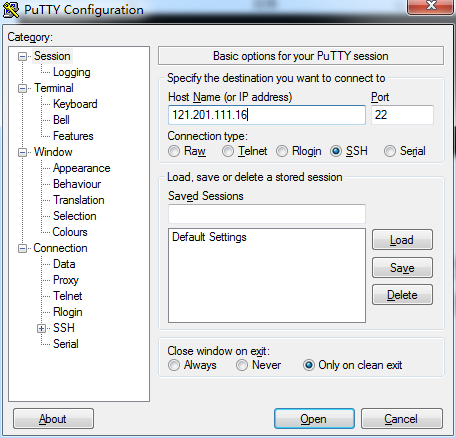 PuTTY Configuration
Category:
Session
Logging
Terminal
Keyboard
Bell
Features
Window
Appearance
Behaviour
Translation
Selection
Colours
Connection
Data
Proxy
Telnet
Rlogin
SSH
Serial
Basic options for your PuTTY session
Specify the destination you want to connect to
Host Name (or IP address) Port
121.201.111.16 22
Connection type:
Raw Telnet Rlogin SSH Serial
Load, save or delete a stored session
Saved Sessions
Default Settings
Load
Save
Delete
Close window on exit:
Always Never Only on clean exit
About Open Cancel